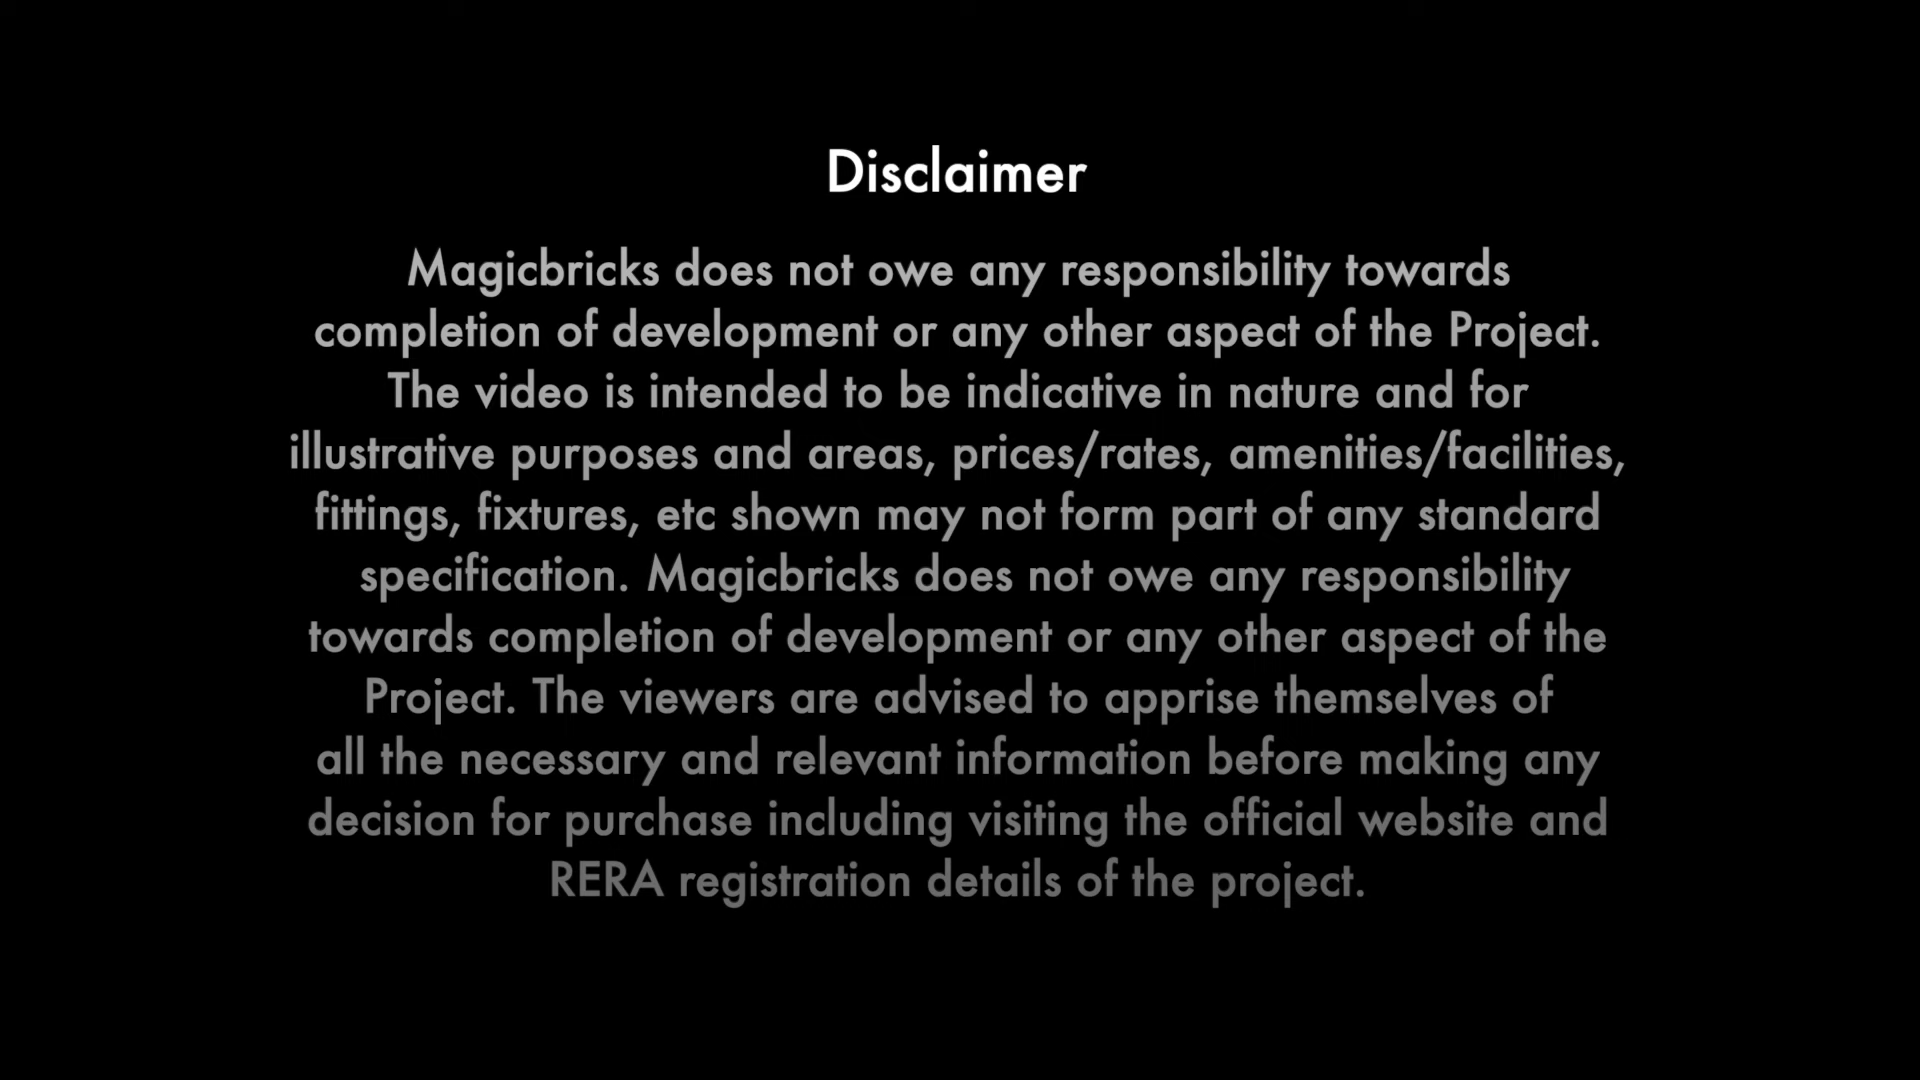 Disclaimer
Magicbricks does not owe any responsibility towards
completion of development or any other aspect of the Project.
The video is intended to be indicative in nature and for
illustrative purposes and areas, prices/rates, amenities/facilities,
fittings, fixtures, etc shown may not form part of any standard
specification. Magicbricks does not owe any responsibility
towards completion of development or any other aspect of the
Project. The viewers are advised to apprise themselves of
all the necessary and relevant information before making any
decision for purchase including visiting the official website and
RERA registration details of the project.